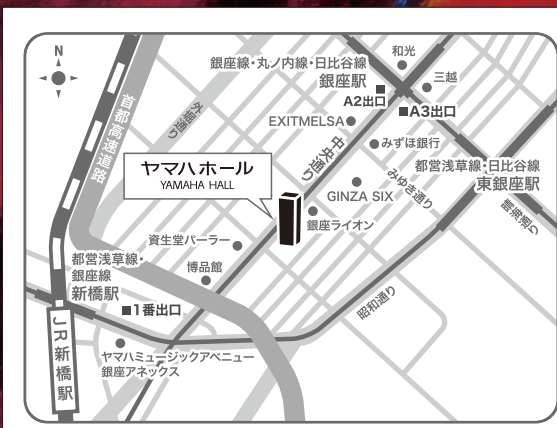 N
和光
銀座線・丸ノ内線・日比谷線
銀座駅
三越
A2出口
A3出口
首都高速道路
外堀通り
EXITMELSA
中央通り
みずほ銀行
都営浅草線・日比谷線
東銀座駅
ヤマハホール
YAMAHA HALL
みゆき通り
GINZA SIX
晴海通り
銀座ライオン
資生堂パーラー
都営浅草線・
銀座線
新橋駅
博品館
昭和通り
1番出口
JR新橋駅
ヤマハミュージックアベニュー
銀座アネックス